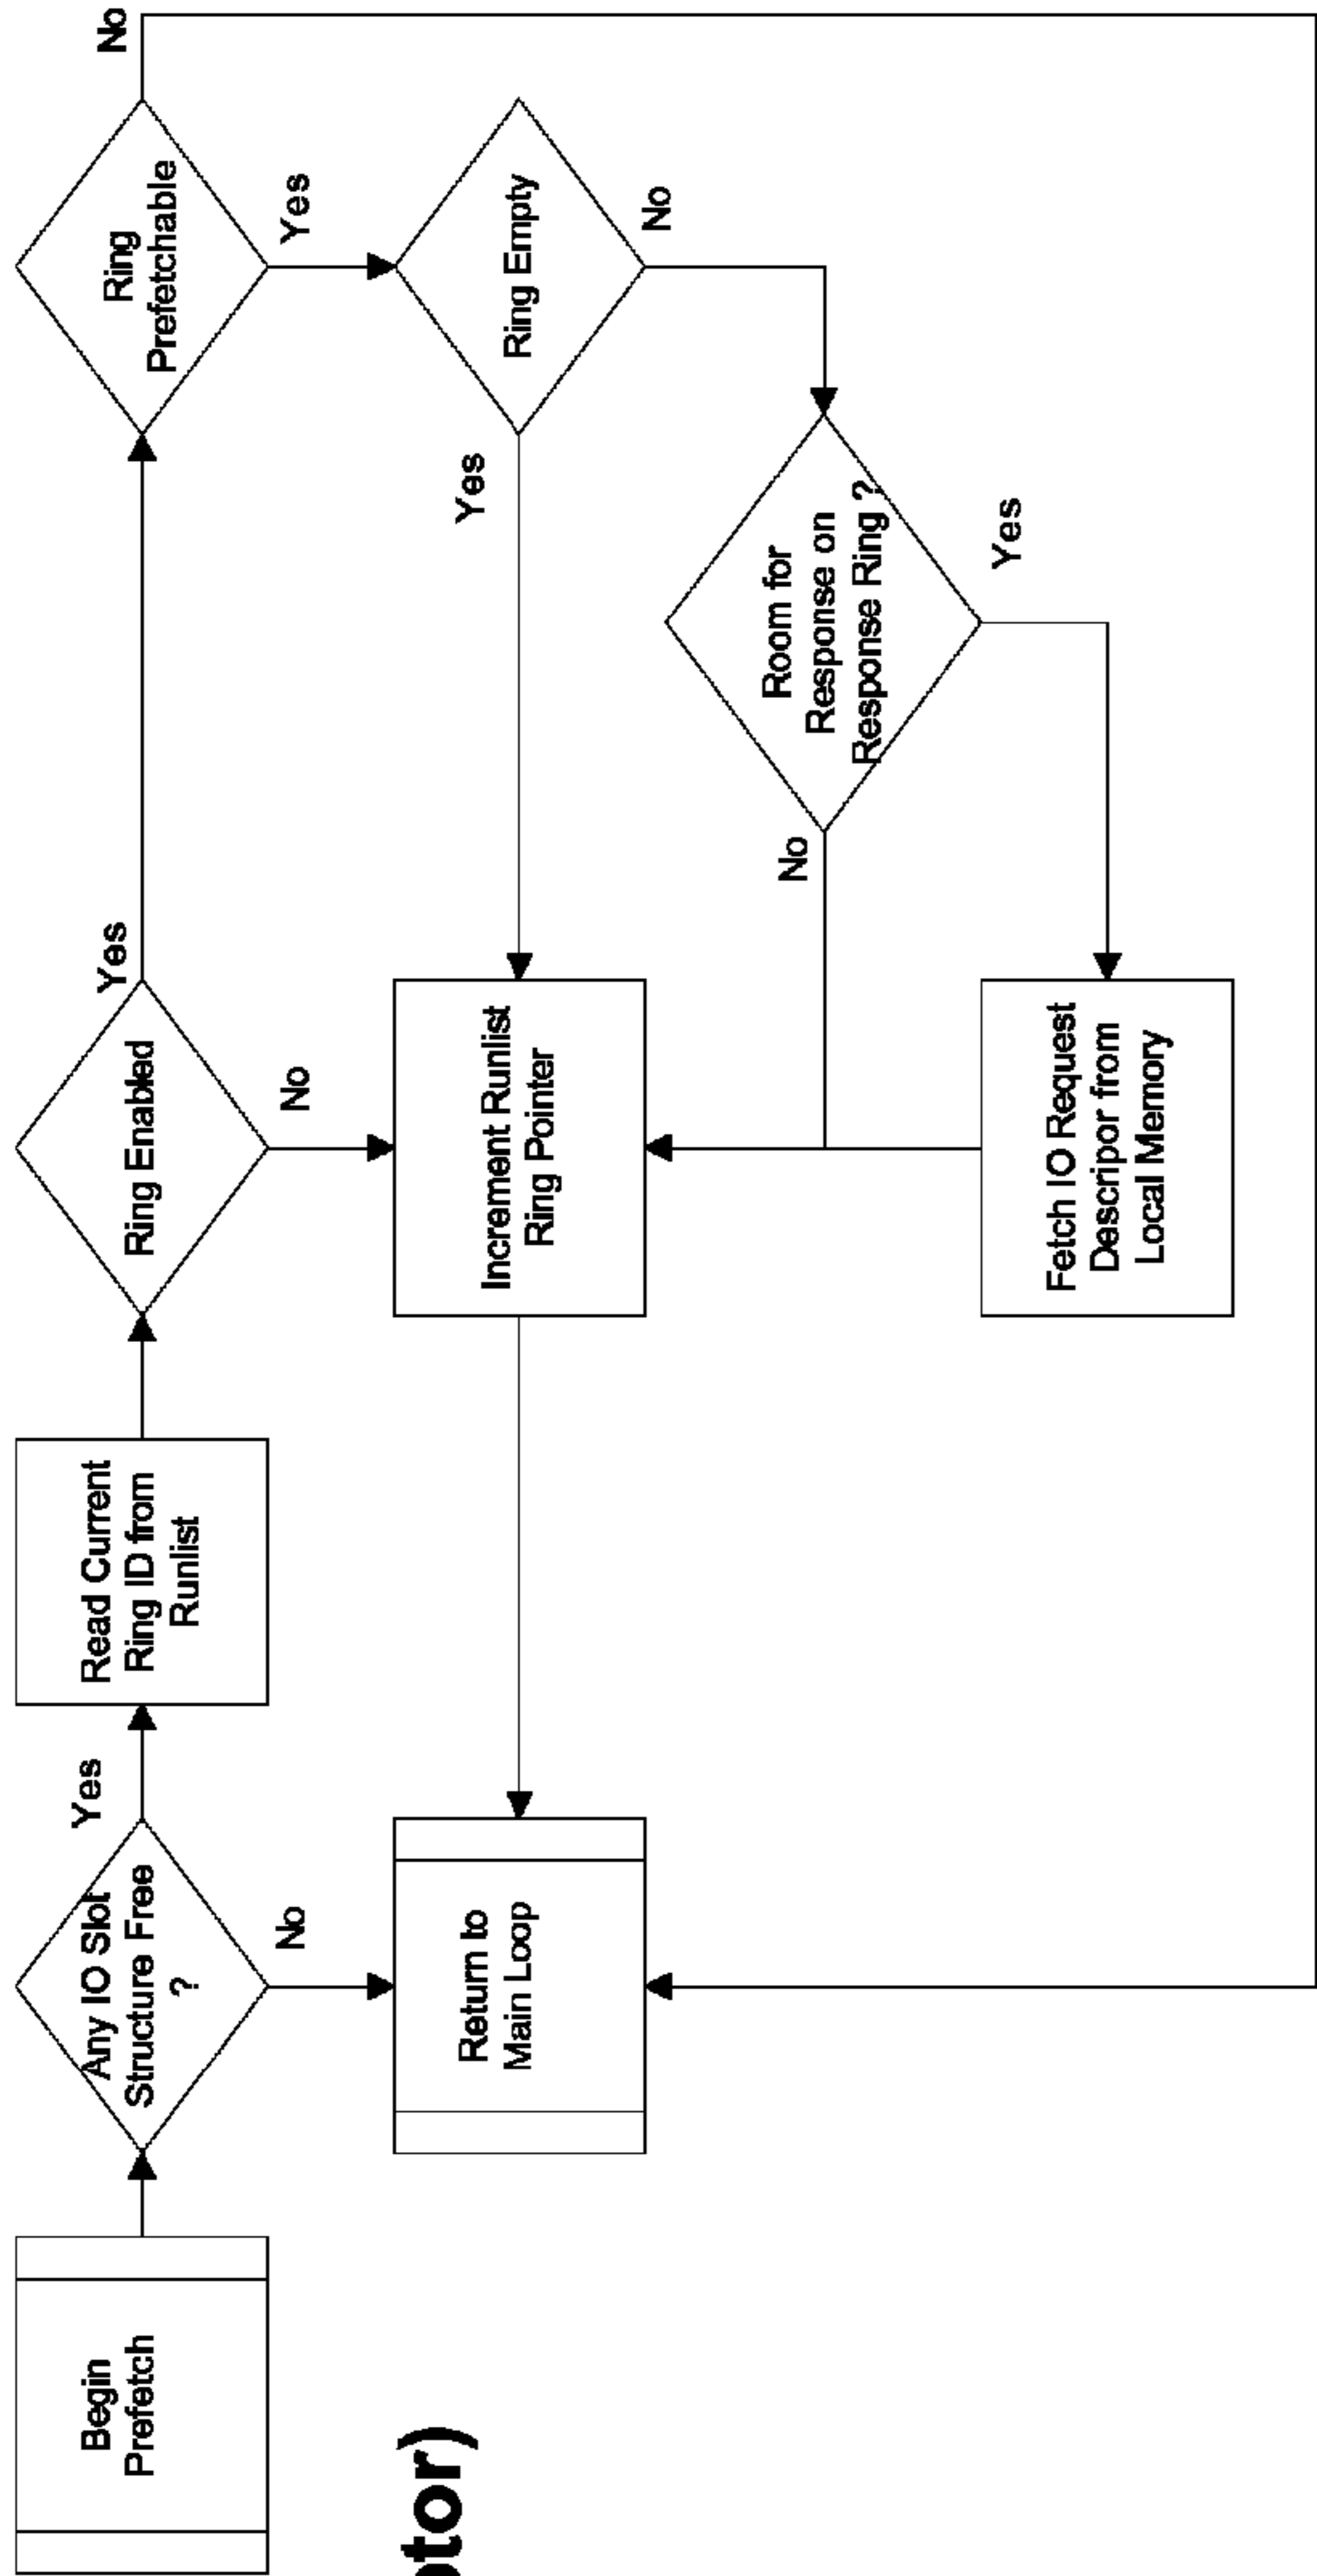 Begin
Prefetch
Any IO Slot
Structure Free
?
Yes
No
Read Current
Ring ID from
Runlist
Ring Enabled
Yes
No
Ring
Prefetchable
No
Yes
Return to
Main Loop
Increment Runlist
Ring Pointer
Ring Empty
Yes
No
Room for
Response on
Response Ring ?
No
Yes
Fetch IO Request
Descripor from
Local Memory